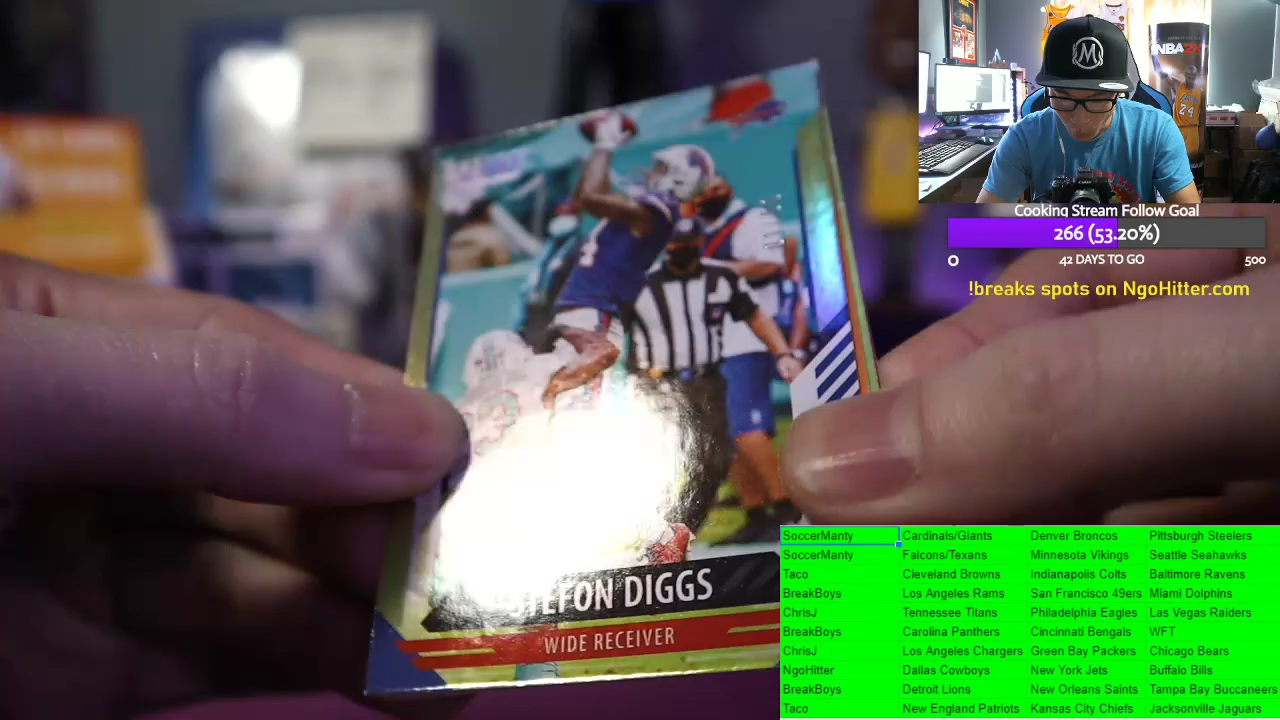 NBA2K
24
M
Cooking Stream Follow Goal
266 (53.20%)
0 42 DAYS TO GO 500
!breaks spots on NgoHitter.com
STEFON DIGGS
WIDE RECEIVER
SoccerManty Cardinals/Giants Denver Broncos Pittsburgh Steelers
SoccerManty Falcons/Texans Minnesota Vikings Seattle Seahawks
Taco Cleveland Browns Indianapolis Colts Baltimore Ravens
BreakBoys Los Angeles Rams San Francisco 49ers Miami Dolphins
ChrisJ Tennessee Titans Philadelphia Eagles Las Vegas Raiders
BreakBoys Carolina Panthers Cincinnati Bengals WFT
ChrisJ Los Angeles Chargers Green Bay Packers Chicago Bears
NgoHitter Dallas Cowboys New York Jets Buffalo Bills
BreakBoys Detroit Lions New Orleans Saints Tampa Bay Buccaneers
Taco New England Patriots Kansas City Chiefs Jacksonville Jaguars